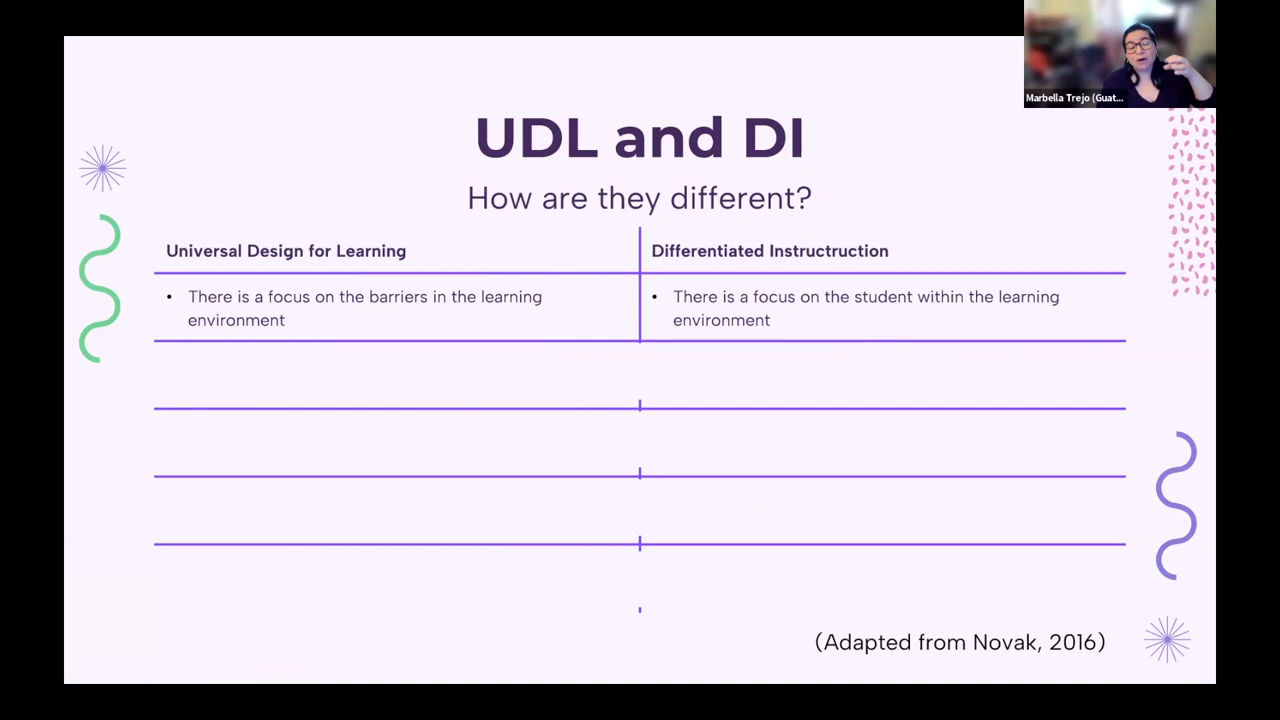 Marbella Trejo (Guat...
UDL and DI
How are they different?
Universal Design for Learning
Differentiated Instructruction
• There is a focus on the barriers in the learning
environment
• There is a focus on the student within the learning
environment
(Adapted from Novak, 2016)